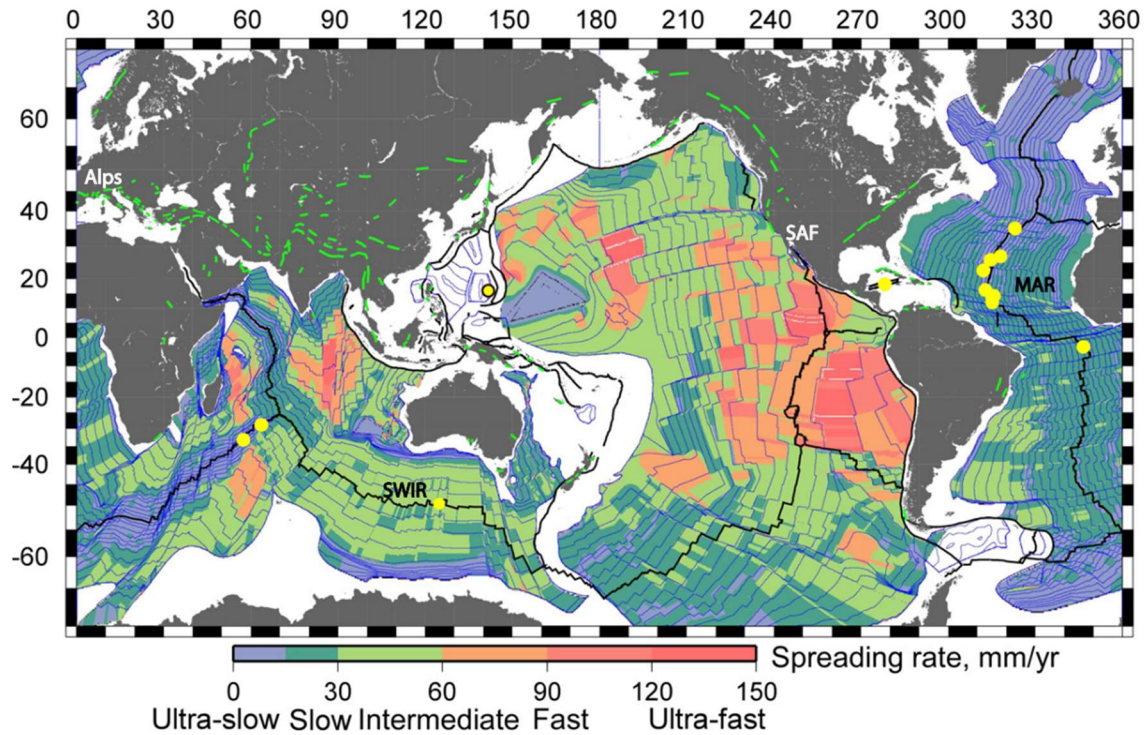 0 30 60 90 120 150 180 210 240 270 300 330 360
60
Alps
40
SAF
20
MAR
0
-20
-40
SWIR
-60
Spreading rate, mm/yr
0 30 60 90 120 150
Ultra-slow Slow Intermediate Fast Ultra-fast